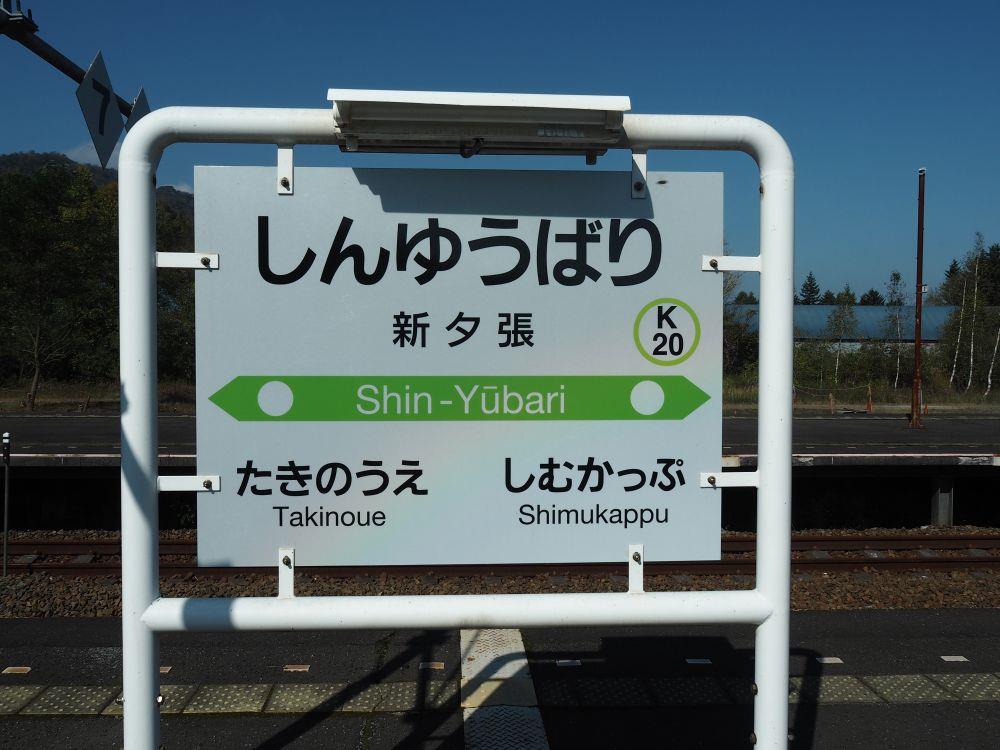 7
しんゆうばり
新夕張
K
20
Shin-Yūbari
たきのうえ
しむかっぷ
Takinoue
Shimukappu